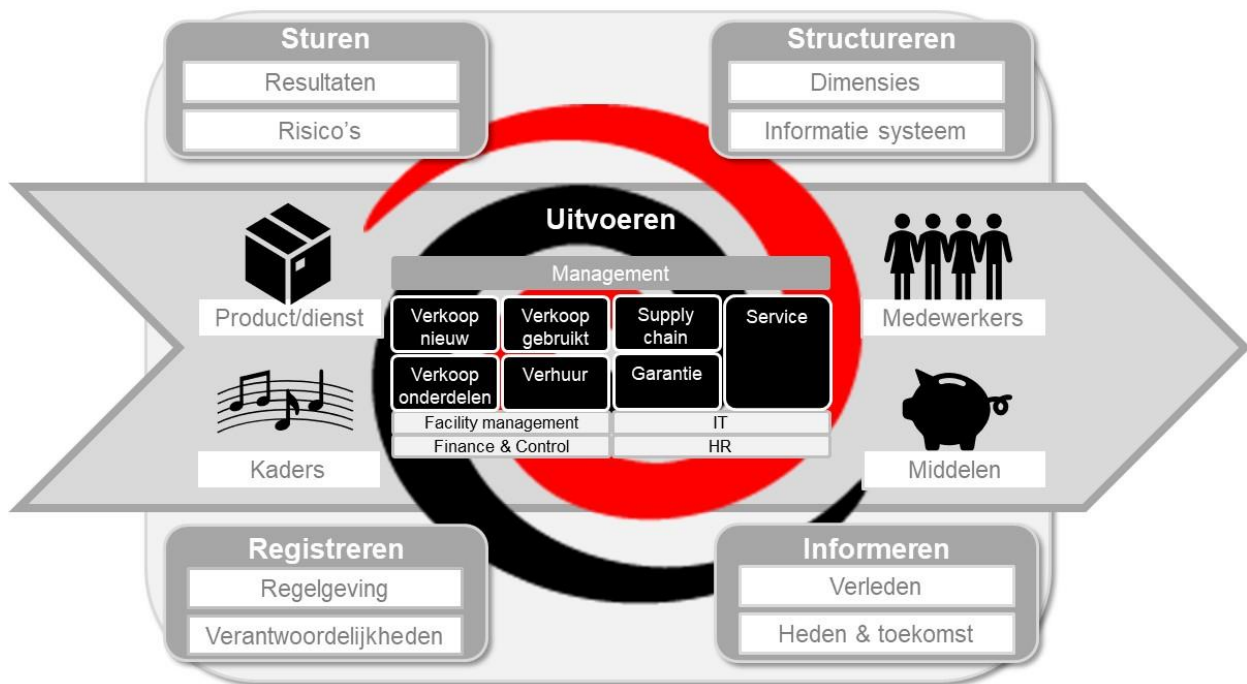 Sturen
Resultaten
Risico's
Structureren
Dimensies
Informatie systeem
Product/dienst
Kaders
Uitvoeren
Management
Verkoop
nieuw
Verkoop
gebruikt
Supply
chain
Service
Verkoop
onderdelen
Verhuur
Garantie
Facility management
IT
Finance & Control
HR
Medewerkers
Middelen
Registreren
Regelgeving
Verantwoordelijkheden
Informeren
Verleden
Heden & toekomst